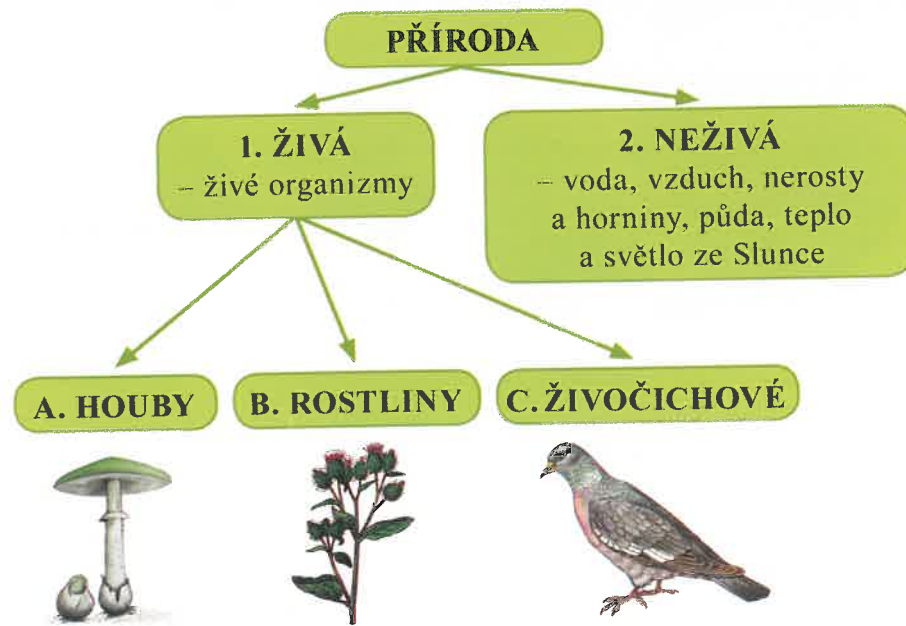 PŘÍRODA
1. ŽIVÁ
– živé organizmy
2. NEŽIVÁ
– voda, vzduch, nerosty
a horniny, půda, teplo
a světlo ze Slunce
A. HOUBY
B. ROSTLINY
C. ŽIVOČICHOVÉ